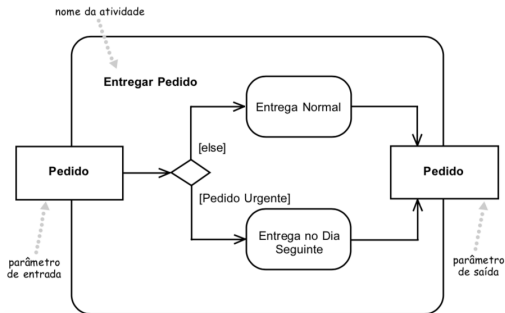 nome da atividade
Entregar Pedido
Entrega Normal
[else]
Pedido
Pedido
[Pedido Urgente]
Entrega no Dia
Seguinte
parâmetro
de entrada
parâmetro
de saída